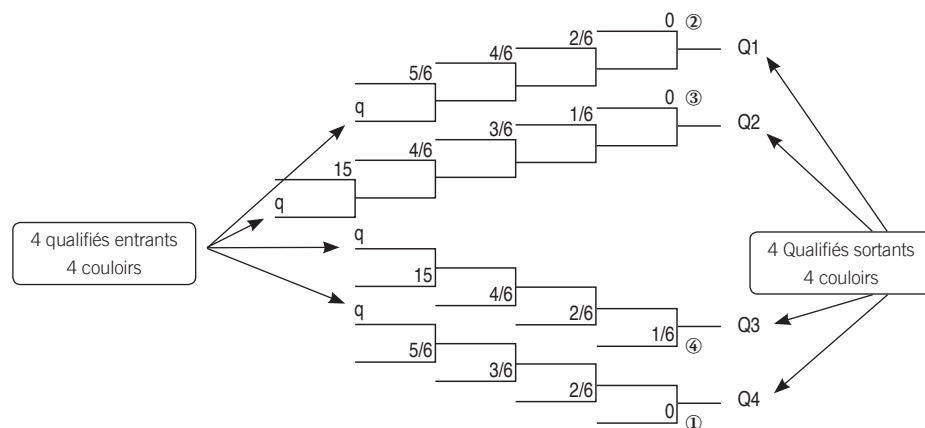 0 ②
2/6
Q1
4/6
5/6
q
0 ③
1/6
Q2
3/6
4/6
15
q
4 qualifiés entrants
4 couloirs
q
15
4/6
2/6
1/6
④
Q3
q
5/6
3/6
2/6
0 ①
Q4
4 Qualifiés sortants
4 couloirs